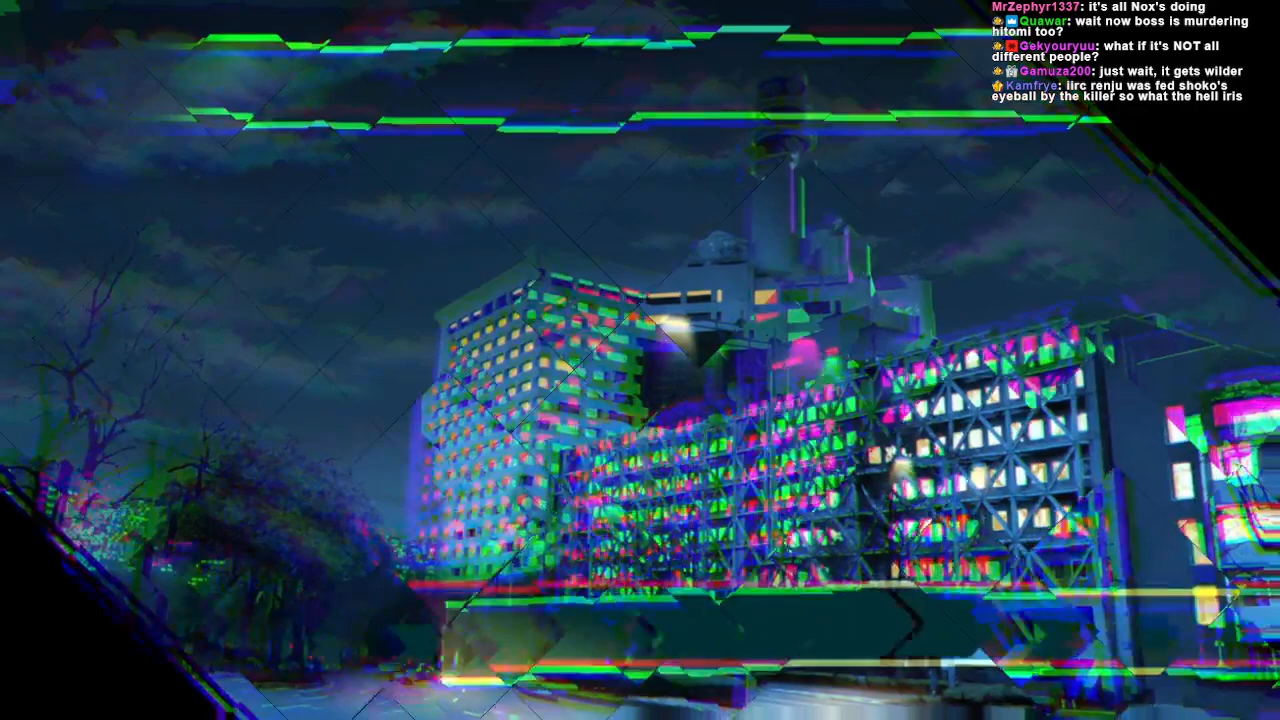 MrZephyr1337: it's all Nox's doing
Quawar: wait now boss is murdering
hitomi too?
Gekyouryuu: what if it's NOT all
different people?
Gamuza200: just wait, it gets wilder
Kamfrye: iirc renju was fed shoko's
eyeball by the killer so what the hell iris